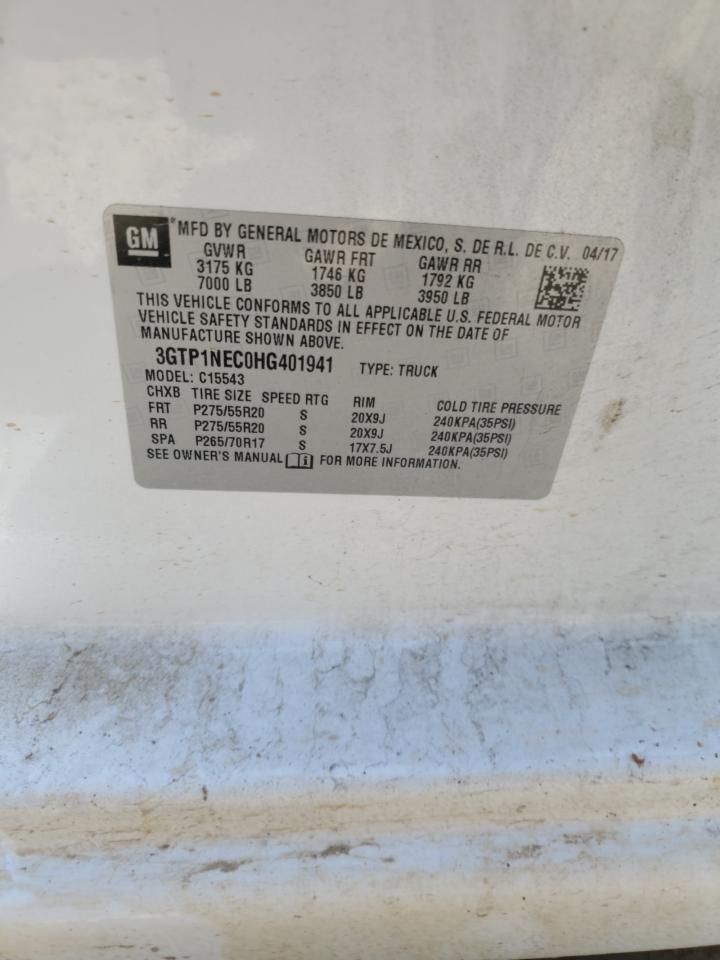 GM
MFD BY GENERAL MOTORS DE MEXICO, S. DE R.L. DE C.V. 04/17
GVWR GAWR FRT GAWR RR
3175 KG 1746 KG 1792 KG
7000 LB 3850 LB 3950 LB
THIS VEHICLE CONFORMS TO ALL APPLICABLE U.S. FEDERAL MOTOR
VEHICLE SAFETY STANDARDS IN EFFECT ON THE DATE OF
MANUFACTURE SHOWN ABOVE.
3GTP1NEC0HG401941 TYPE: TRUCK
MODEL: C15543
CHXB TIRE SIZE SPEED RTG RIM COLD TIRE PRESSURE
FRT P275/55R20 S 20X9J 240KPA(35PSI)
RR P275/55R20 S 20X9J 240KPA(35PSI)
SPA P265/70R17 S 17X7.5J 240KPA(35PSI)
SEE OWNER'S MANUAL i FOR MORE INFORMATION.